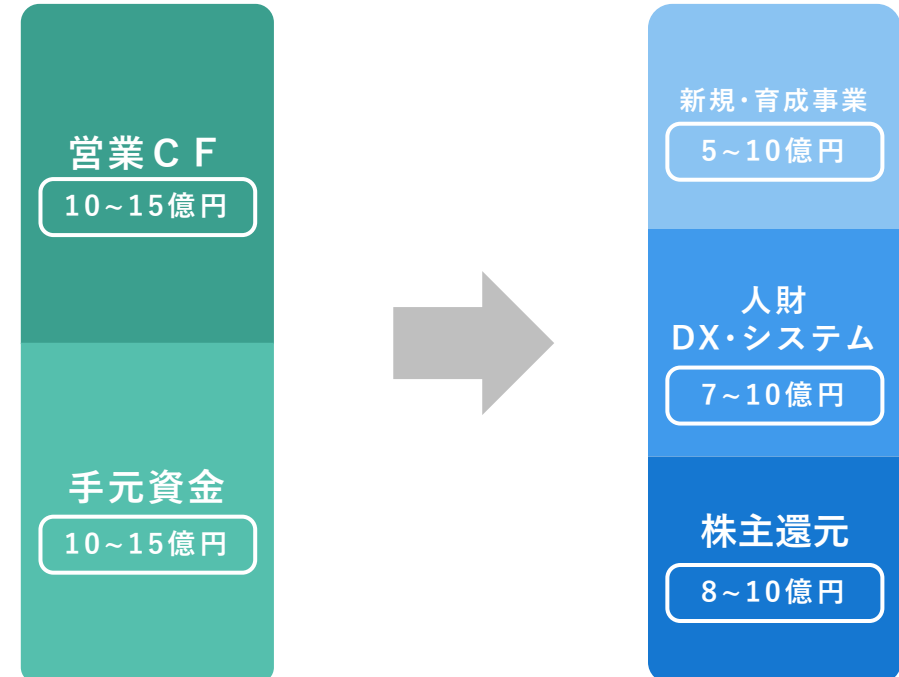 営業ＣＦ
10~15億円
手元資金
10~15億円
新規・育成事業
5~10億円
人財
DX・システム
7~10億円
株主還元
8~10億円